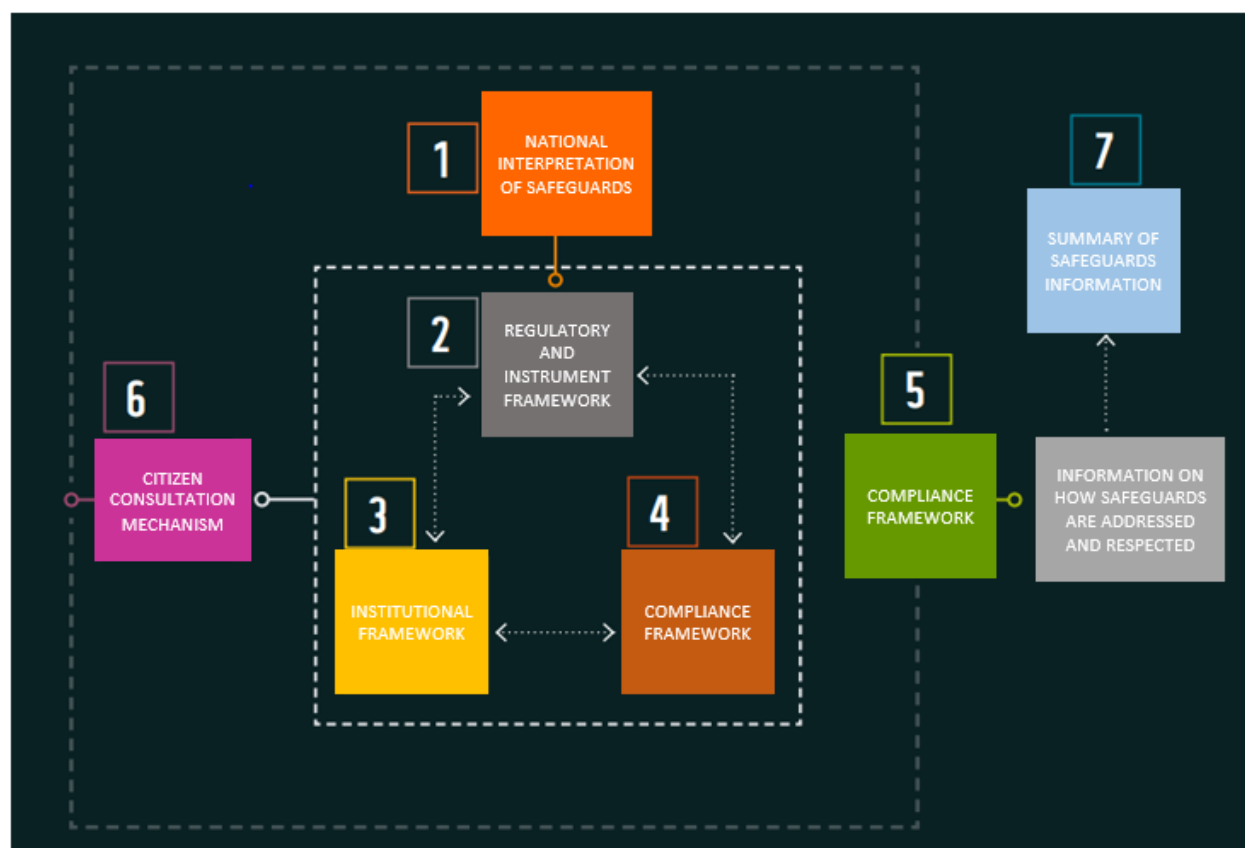 1
NATIONAL
INTERPRETATION
OF SAFEGUARDS
2
REGULATORY
AND
INSTRUMENT
FRAMEWORK
3
INSTITUTIONAL
FRAMEWORK
4
COMPLIANCE
FRAMEWORK
6
CITIZEN
CONSULTATION
MECHANISM
5
COMPLIANCE
FRAMEWORK
7
SUMMARY OF
SAFEGUARDS
INFORMATION
INFORMATION ON
HOW SAFEGUARDS
ARE ADDRESSED
AND RESPECTED